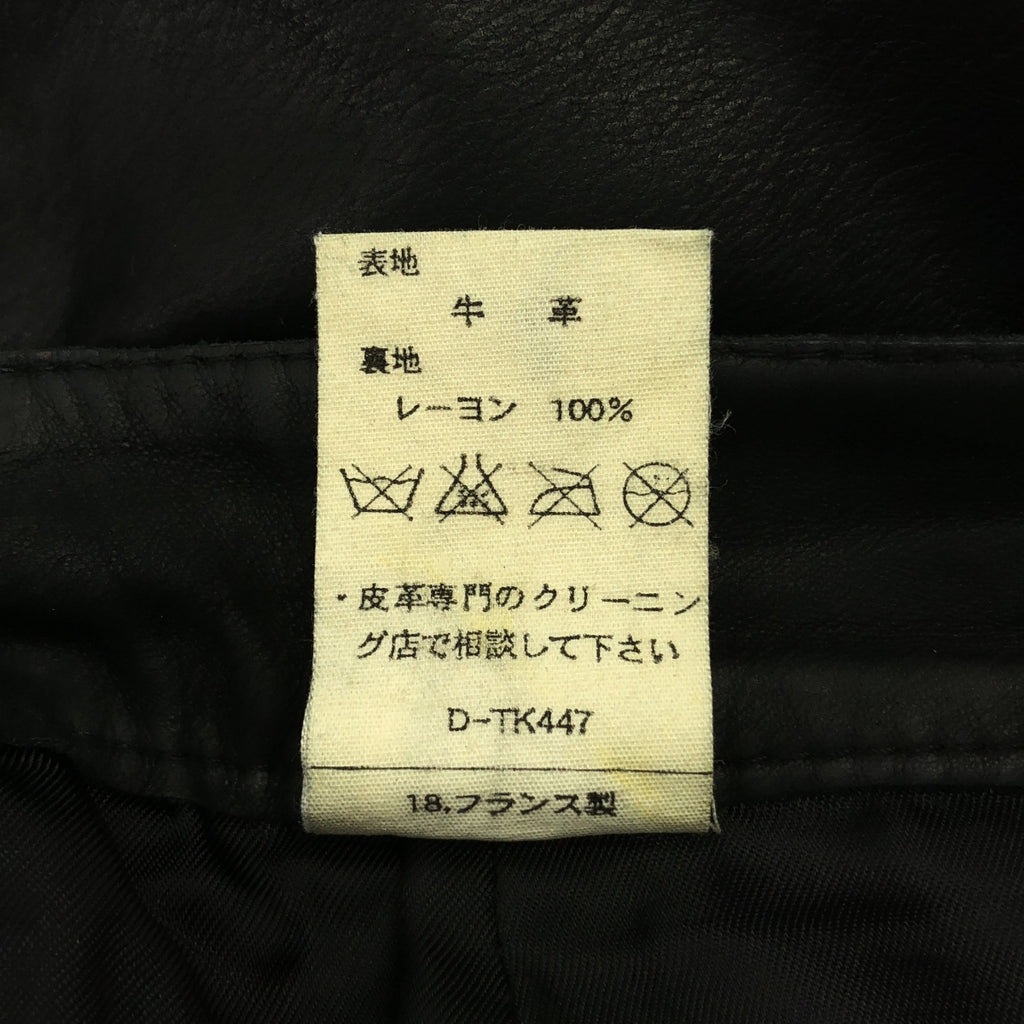 表地
牛 革
裏地
レーヨン 100%
・皮革専門のクリーニン
グ店で相談して下さい
D-TK447
18.フランス製